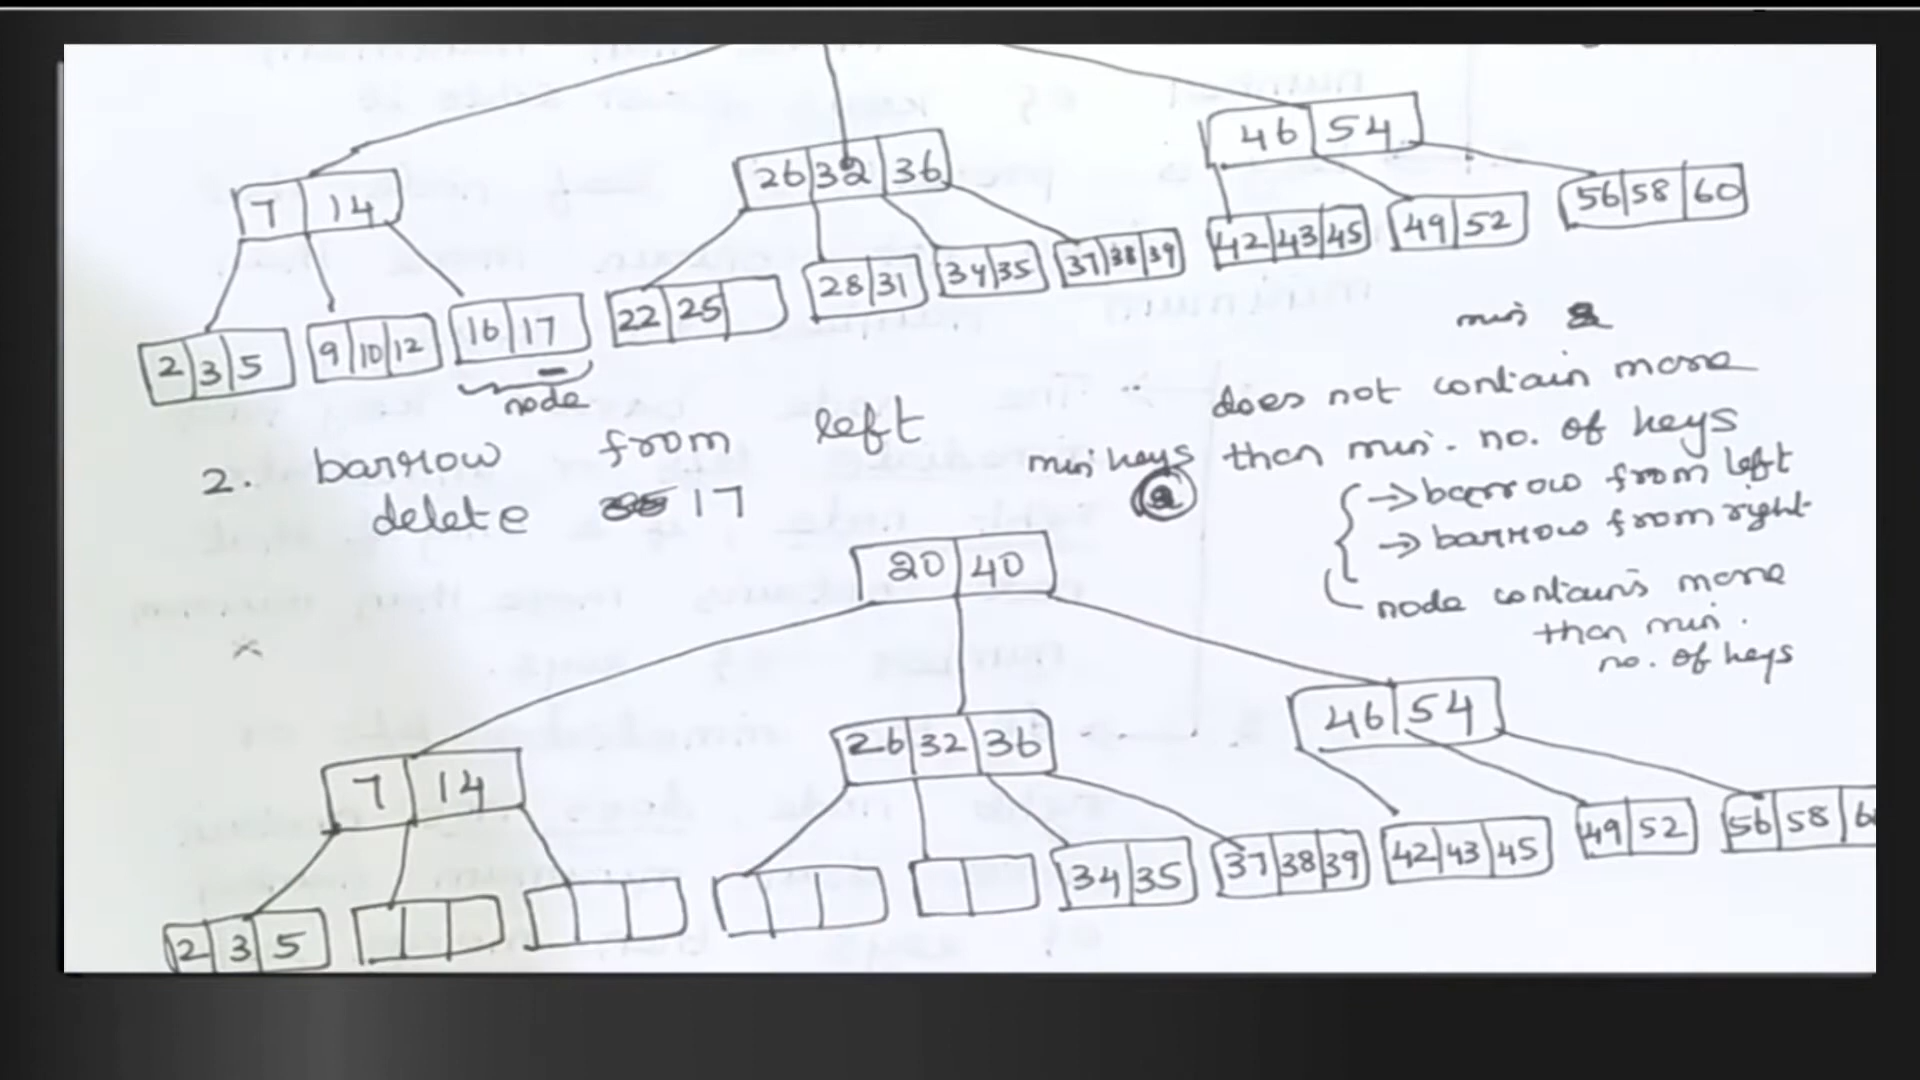 46 54
26 32 36
56 58 60
7 14
42 43 45 49 52
37 38 39
34 35
28 31
22 25
16 17
9 10 12
2 3 5
node
min
2. barrow from left
delete 17
does not contain more
min keys than min. no. of keys
→ barrow from left
→ barrow from right
node contains more
than min.
no. of keys
20 40
46 54
26 32 36
7 14
2 3 5
34 35 37 38 39 42 43 45 49 52 56 58